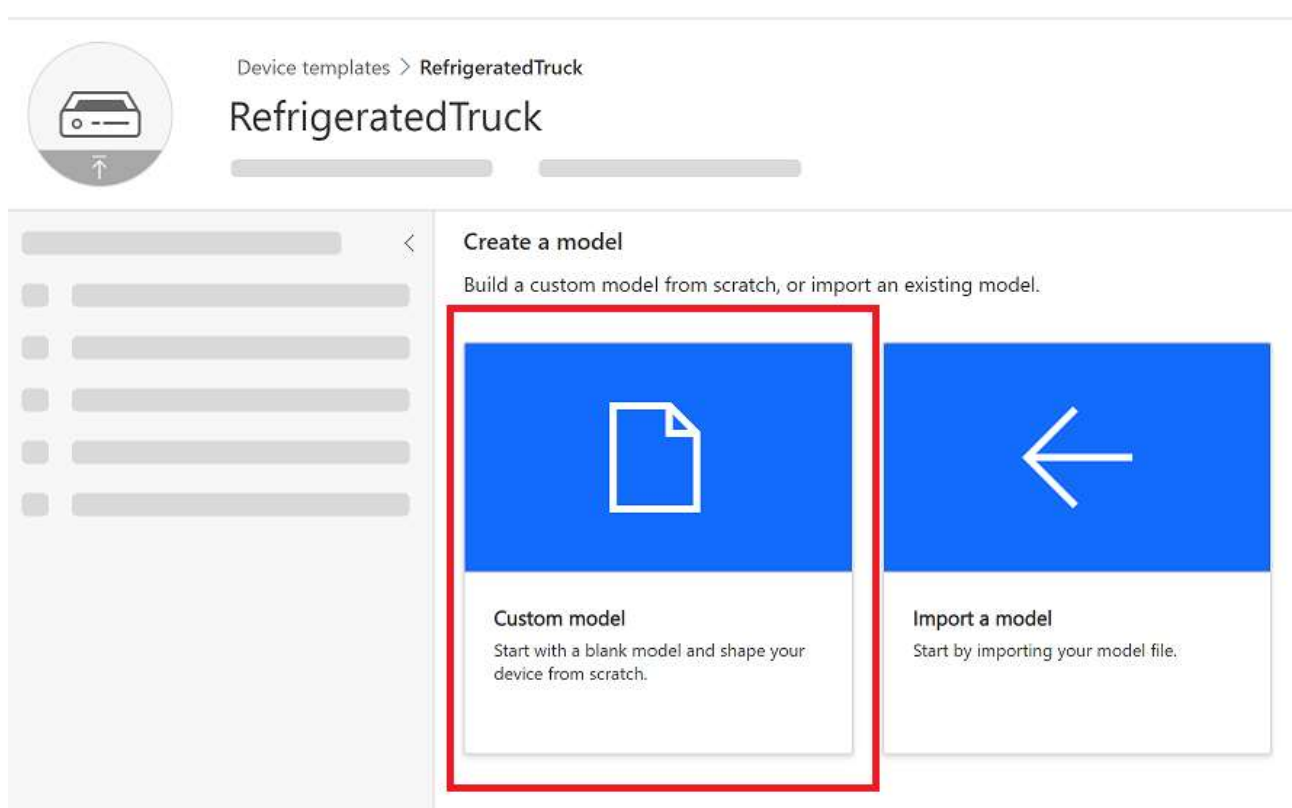 Device templates > RefrigeratedTruck
RefrigeratedTruck
Create a model
Build a custom model from scratch, or import an existing model.
Custom model
Start with a blank model and shape your
device from scratch.
Import a model
Start by importing your model file.